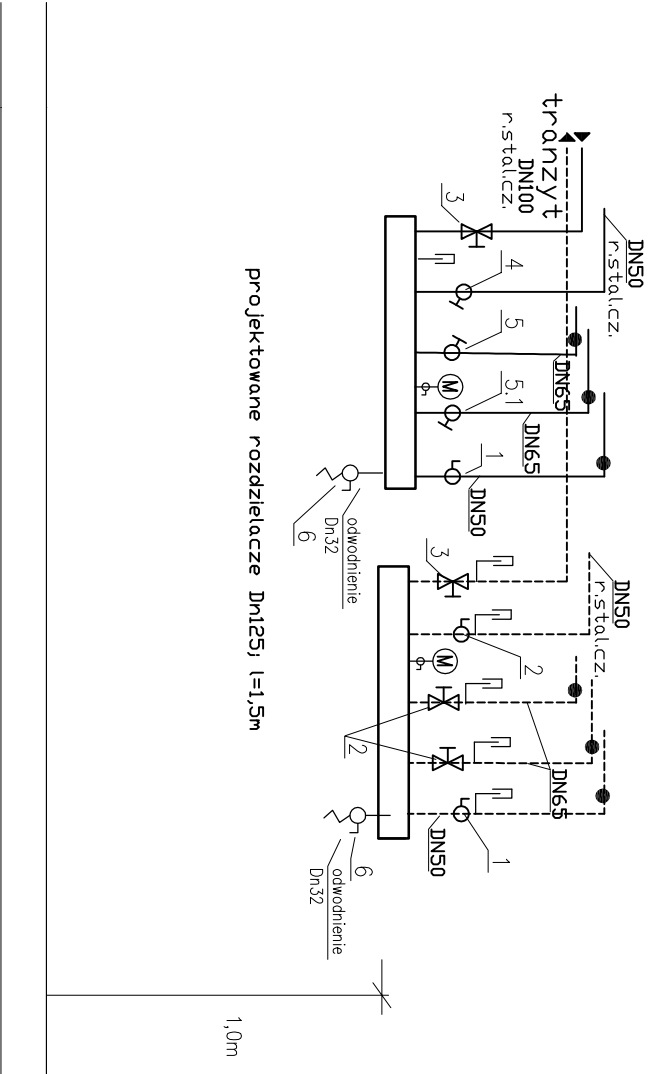 tranzyt
DN100
r.stal.cz.
DN50
r.stal.cz.
3
4
5
M
5.1
1
DN65
DN65
DN50
odwodnienie
Dn32
6
DN50
r.stal.cz.
3
2
M
2
DN65
1
DN50
6
odwodnienie
Dn32
projektowane rozdzielacze Dn125; l=1,5m
1,0m